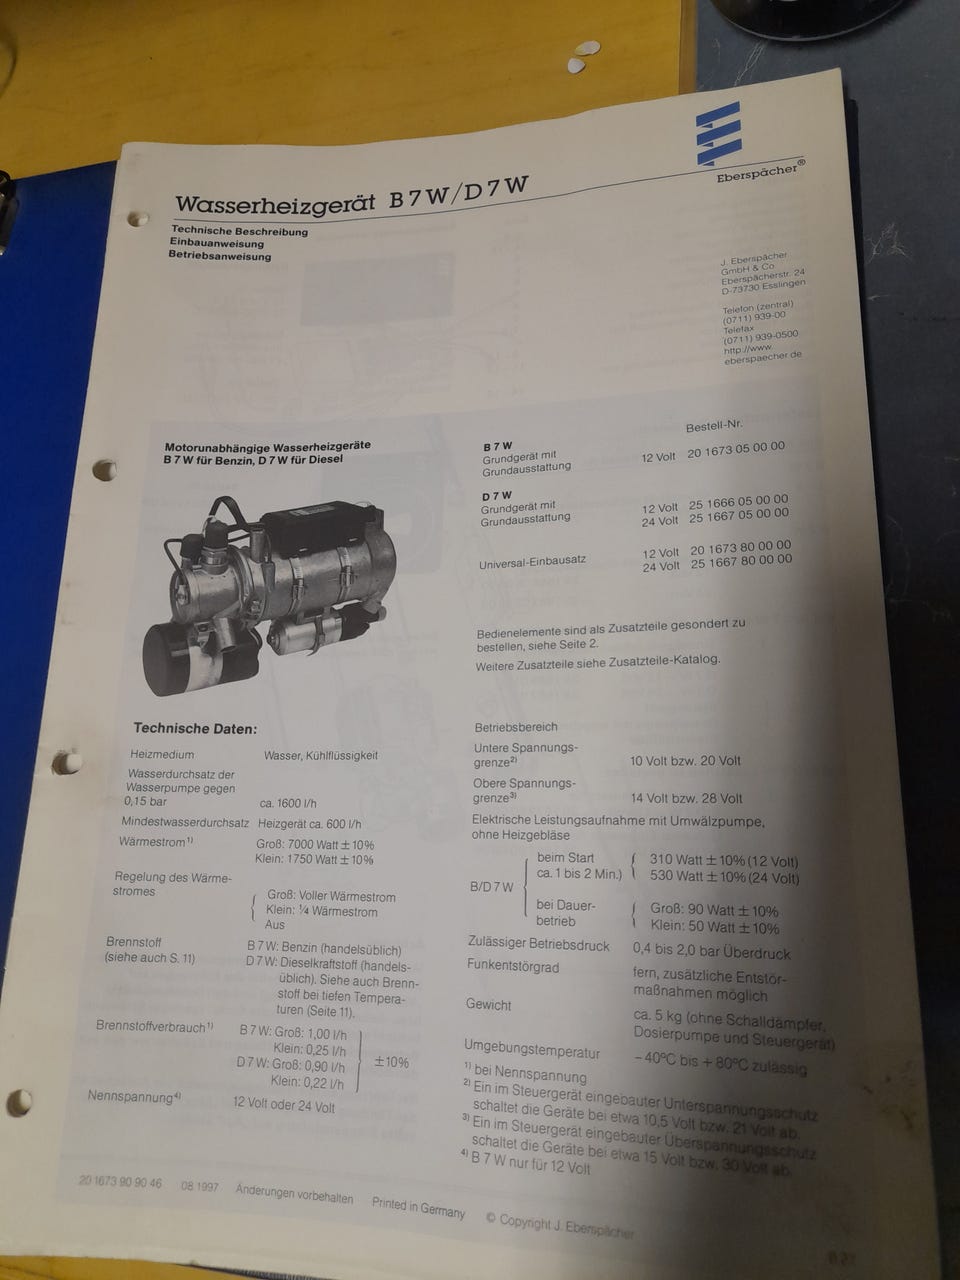 Eberspächer®
Wasserheizgerät B 7 W / D 7 W
Technische Beschreibung
Einbauanweisung
Betriebsanweisung
J. Eberspächer
GmbH & Co
Eberspächerstr. 24
D-73730 Esslingen
Telefon (zentral)
(0711) 939-00
Telefax
(0711) 939-0500
http://www.
eberspaecher.de
Motorunabhängige Wasserheizgeräte
B 7 W für Benzin, D 7 W für Diesel
Bestell-Nr.
B 7 W
Grundgerät mit
Grundausstattung 12 Volt 20 1673 05 00 00
D 7 W
Grundgerät mit 12 Volt 25 1666 05 00 00
Grundausstattung 24 Volt 25 1667 05 00 00
Universal-Einbausatz 12 Volt 20 1673 80 00 00
24 Volt 25 1667 80 00 00
Bedienelemente sind als Zusatzteile gesondert zu
bestellen, siehe Seite 2.
Weitere Zusatzteile siehe Zusatzteile-Katalog.
Technische Daten:
Heizmedium Wasser, Kühlflüssigkeit
Wasserdurchsatz der
Wasserpumpe gegen
0,15 bar ca. 1600 l/h
Mindestwasserdurchsatz Heizgerät ca. 600 l/h
Wärmestrom1) Groß: 7000 Watt ± 10%
Klein: 1750 Watt ± 10%
Regelung des Wärme-
stromes Groß: Voller Wärmestrom
Klein: ¼ Wärmestrom
Aus
Brennstoff B 7 W: Benzin (handelsüblich)
(siehe auch S. 11) D 7 W: Dieselkraftstoff (handels-
üblich). Siehe auch Brenn-
stoff bei tiefen Tempera-
turen (Seite 11).
Brennstoffverbrauch1) B 7 W: Groß: 1,00 l/h
Klein: 0,25 l/h
D 7 W: Groß: 0,90 l/h ±10%
Klein: 0,22 l/h
Nennspannung4) 12 Volt oder 24 Volt
Betriebsbereich
Untere Spannungs-
grenze2) 10 Volt bzw. 20 Volt
Obere Spannungs-
grenze3) 14 Volt bzw. 28 Volt
Elektrische Leistungsaufnahme mit Umwälzpumpe,
ohne Heizgebläse
beim Start 310 Watt ± 10% (12 Volt)
ca. 1 bis 2 Min.) 530 Watt ± 10% (24 Volt)
B/D 7 W
bei Dauer- Groß: 90 Watt ± 10%
betrieb Klein: 50 Watt ± 10%
Zulässiger Betriebsdruck 0,4 bis 2,0 bar Überdruck
Funkentstörgrad fern, zusätzliche Entstör-
maßnahmen möglich
Gewicht ca. 5 kg (ohne Schalldämpfer,
Dosierpumpe und Steuergerät)
Umgebungstemperatur – 40°C bis + 80°C zulässig
1) bei Nennspannung
2) Ein im Steuergerät eingebauter Unterspannungsschutz
schaltet die Geräte bei etwa 10,5 Volt bzw. 21 Volt ab.
3) Ein im Steuergerät eingebauter Überspannungsschutz
schaltet die Geräte bei etwa 15 Volt bzw. 30 Volt ab.
4) B 7 W nur für 12 Volt
20 1673 90 90 46 08 1997 Änderungen vorbehalten Printed in Germany © Copyright J. Eberspächer